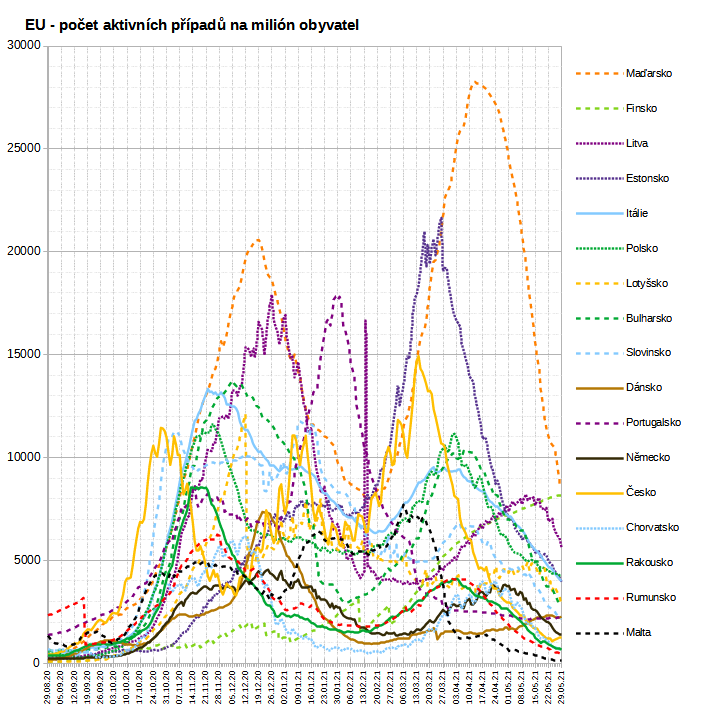 EU - počet aktivních případů na milión obyvatel
30000
25000
20000
15000
10000
5000
0
Maďarsko
Finsko
Litva
Estonsko
Itálie
Polsko
Lotyšsko
Bulharsko
Slovinsko
Dánsko
Portugalsko
Německo
Česko
Chorvatsko
Rakousko
Rumunsko
Malta
29.08.20
05.09.20
12.09.20
19.09.20
26.09.20
03.10.20
10.10.20
17.10.20
24.10.20
31.10.20
07.11.20
14.11.20
21.11.20
28.11.20
05.12.20
12.12.20
19.12.20
26.12.20
02.01.21
09.01.21
16.01.21
23.01.21
30.01.21
06.02.21
13.02.21
20.02.21
27.02.21
06.03.21
13.03.21
20.03.21
27.03.21
03.04.21
10.04.21
17.04.21
24.04.21
01.05.21
08.05.21
15.05.21
22.05.21
29.05.21